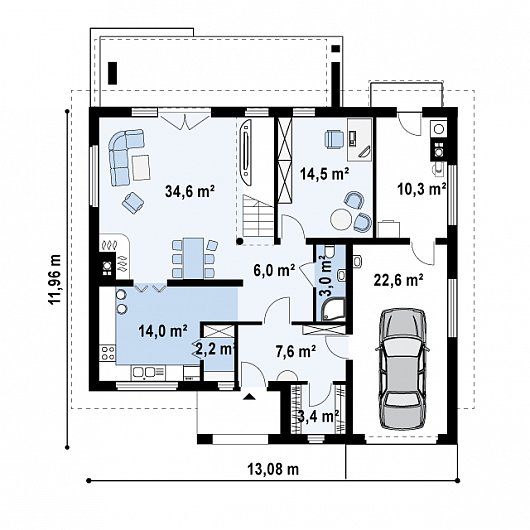 34,6 m²
14,5 m²
10,3 m²
6,0 m²
3,0 m²
22,6 m²
14,0 m²
2,2 m²
7,6 m²
3,4 m²
11,96 m
13,08 m